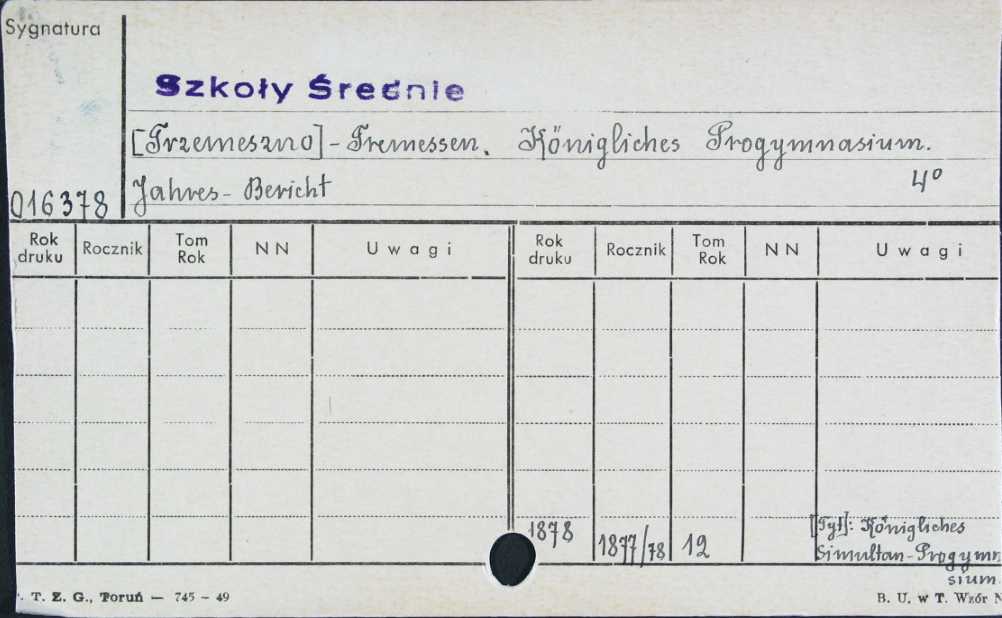 Sygnatura
Szkoły Średnie
[Trzemeszno] - Tremessen. Königliches Progymnasium.
Jahres-Bericht 4°
016378
Rok druku Rocznik Tom Rok NN Uwagi Rok druku Rocznik Tom Rok NN Uwagi
1878 1877/78 12 [Tyt]: Königliches
Simultan-Progymna
sium.
. T. Z. G., Toruń — 745 - 49 B. U. w T. Wzór N